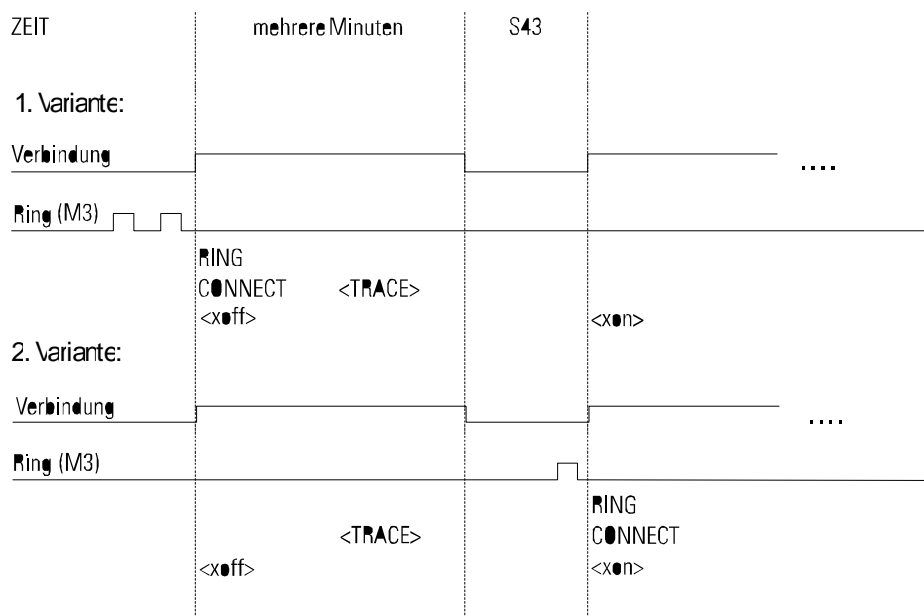 ZEIT mehrere Minuten S43
1. Variante:
Verbindung ....
Ring (M3)
RING
CONNECT <TRACE>
<xoff> <xon>
2. Variante:
Verbindung ....
Ring (M3)
RING
<TRACE> CONNECT
<xoff> <xon>